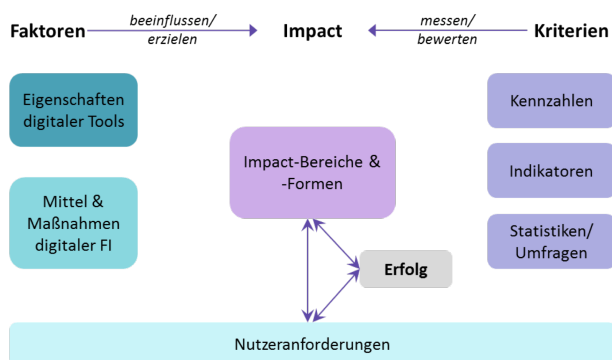 Faktoren
beeinflussen/
erzielen
Impact
messen/
bewerten
Kriterien
Eigenschaften
digitaler Tools
Mittel &
Maßnahmen
digitaler FI
Impact-Bereiche &
-Formen
Erfolg
Kennzahlen
Indikatoren
Statistiken/
Umfragen
Nutzeranforderungen